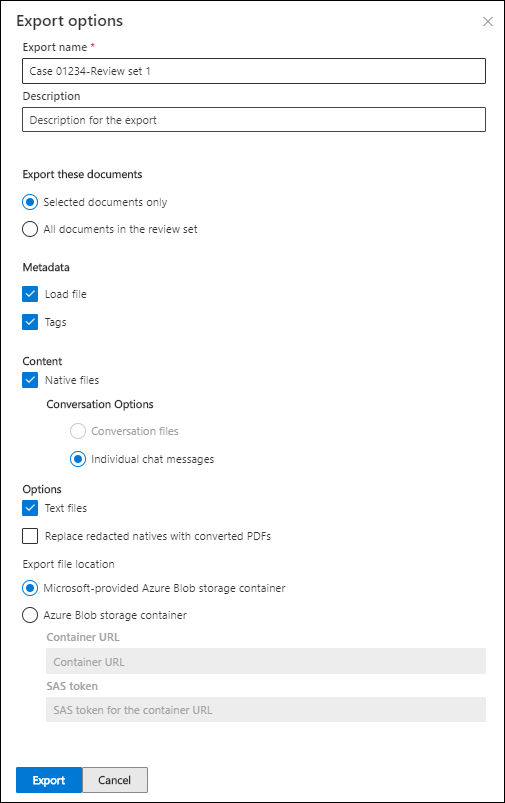 Export options
Export name *
Case 01234-Review set 1
Description
Description for the export
Export these documents
Selected documents only
All documents in the review set
Metadata
Load file
Tags
Content
Native files
Conversation Options
Conversation files
Individual chat messages
Options
Text files
Replace redacted natives with converted PDFs
Export file location
Microsoft-provided Azure Blob storage container
Azure Blob storage container
Container URL
Container URL
SAS token
SAS token for the container URL
Export Cancel